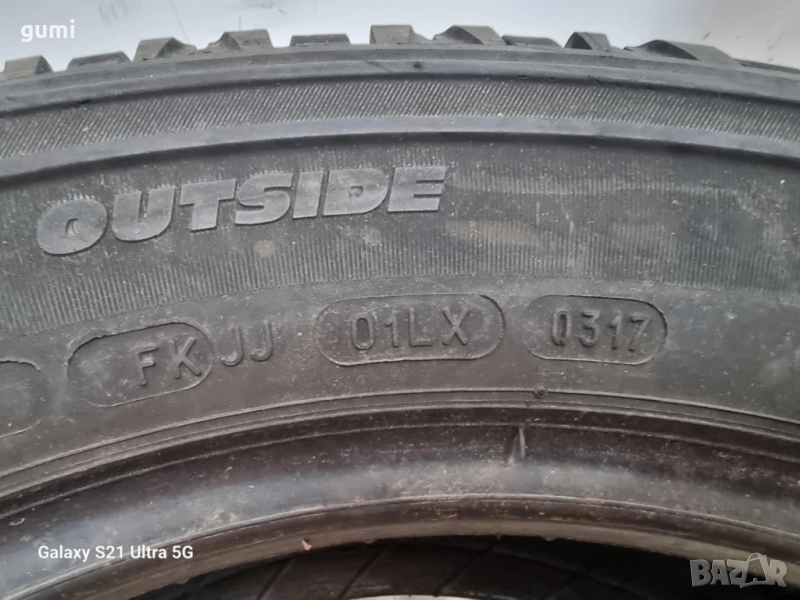 gumi
OUTSIDE
FK JJ 01LX 0317
Galaxy S21 Ultra 5G
BAZAR